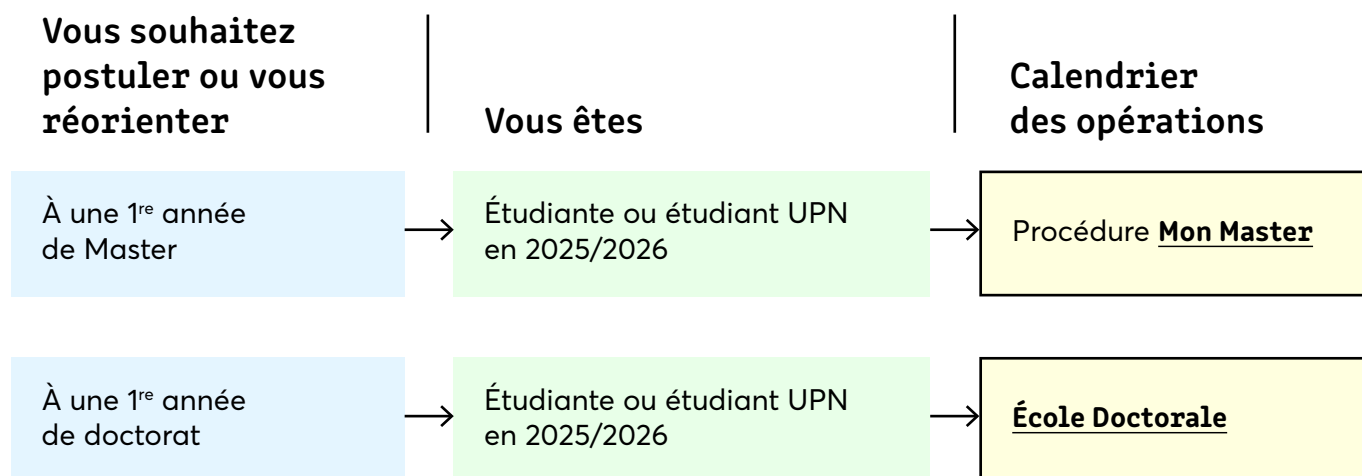 Vous souhaitez
postuler ou vous
réorienter
Vous êtes
Calendrier
des opérations
À une 1re année
de Master
Étudiante ou étudiant UPN
en 2025/2026
Procédure Mon Master
À une 1re année
de doctorat
Étudiante ou étudiant UPN
en 2025/2026
École Doctorale